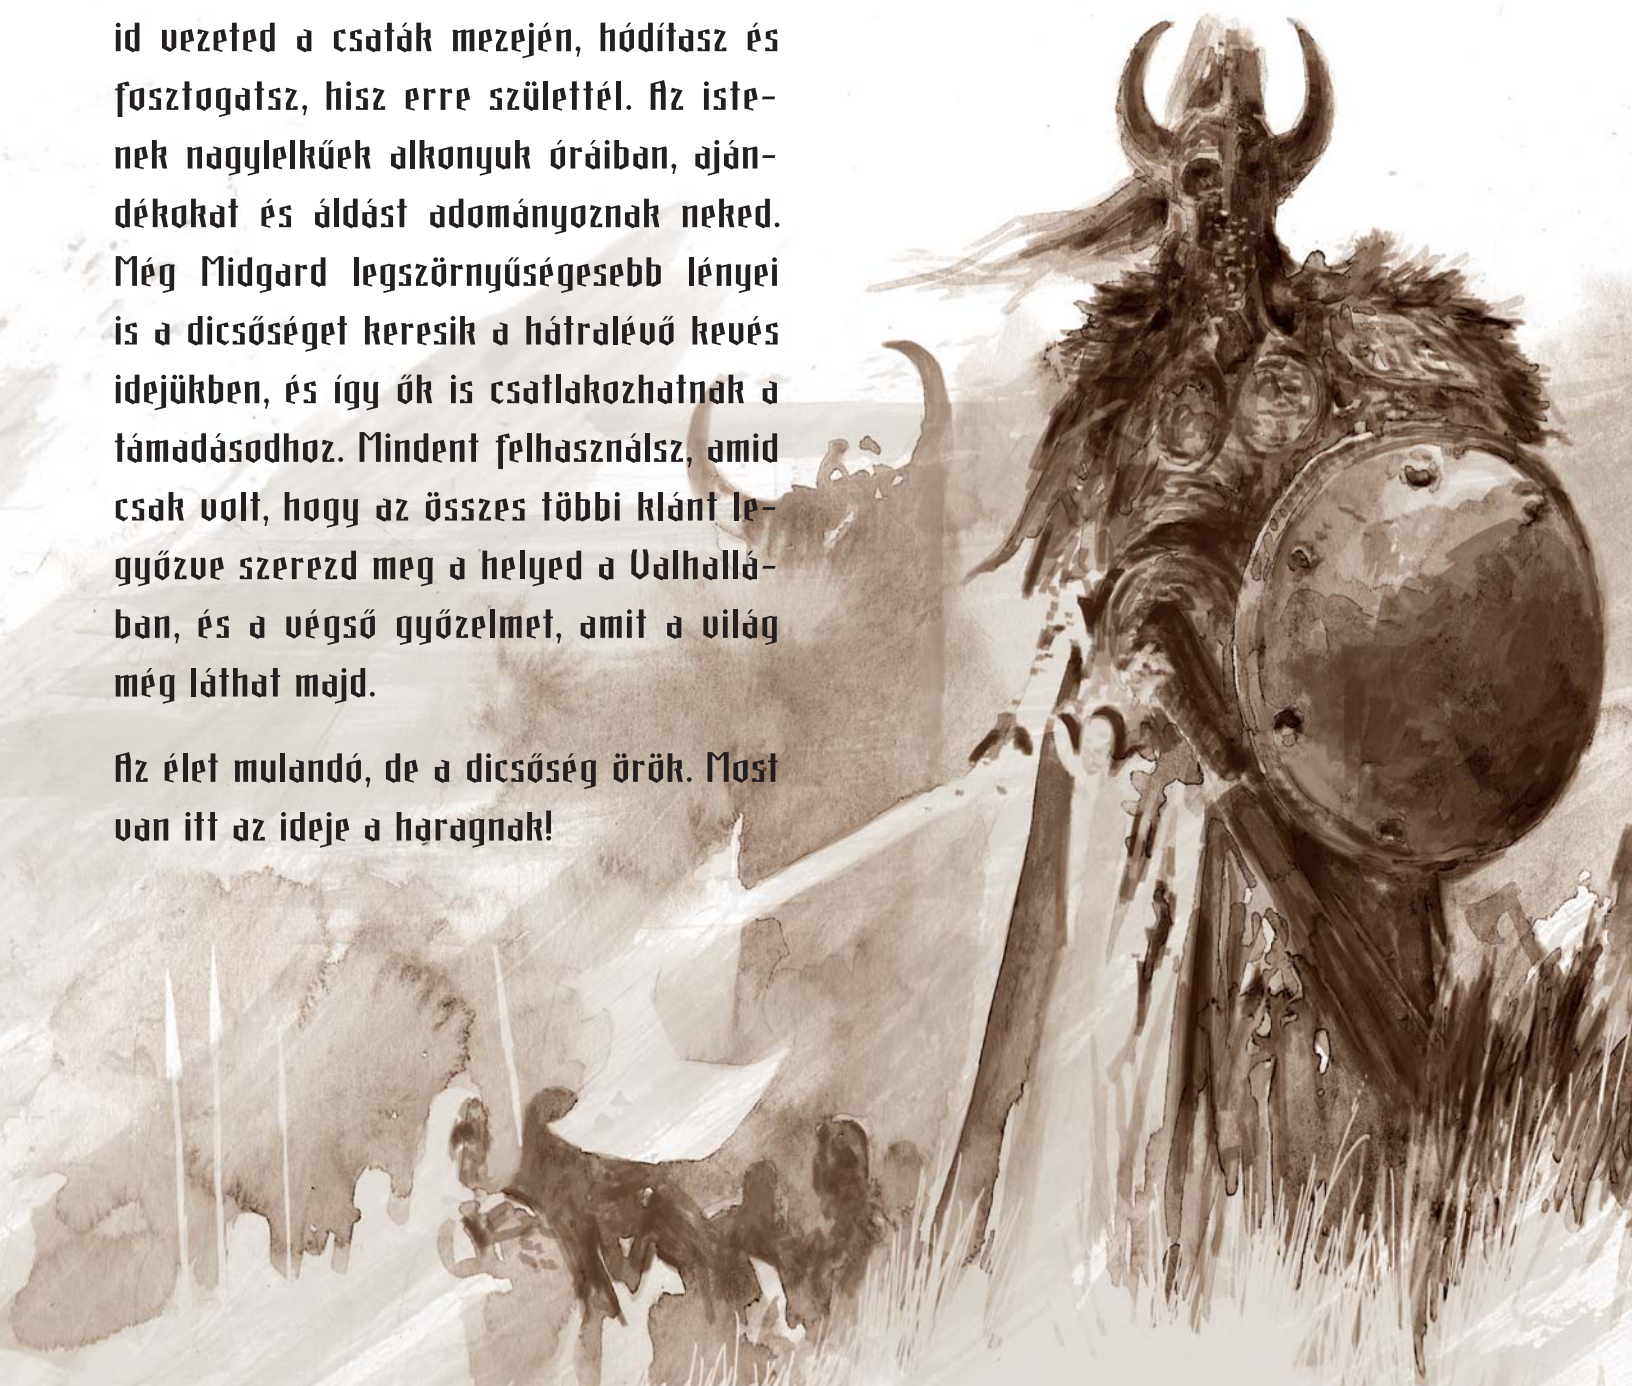 id vezeted a csaták mezején, hódítasz és
fosztogatsz, hisz erre születtél. Az iste-
nek nagylelkűek alkonyuk óráiban, aján-
dékokat és áldást adományoznak neked.
Még Midgard legszörnyűségesebb lényei
is a dicsőséget keresik a hátralévő kevés
idejükben, és így ők is csatlakozhatnak a
támadásodhoz. Mindent felhasználsz, amid
csak volt, hogy az összes többi klánt le-
győzve szerezd meg a helyed a Valhallá-
ban, és a végső győzelmet, amit a világ
még láthat majd.
Az élet mulandó, de a dicsőség örök. Most
van itt az ideje a haragnak!